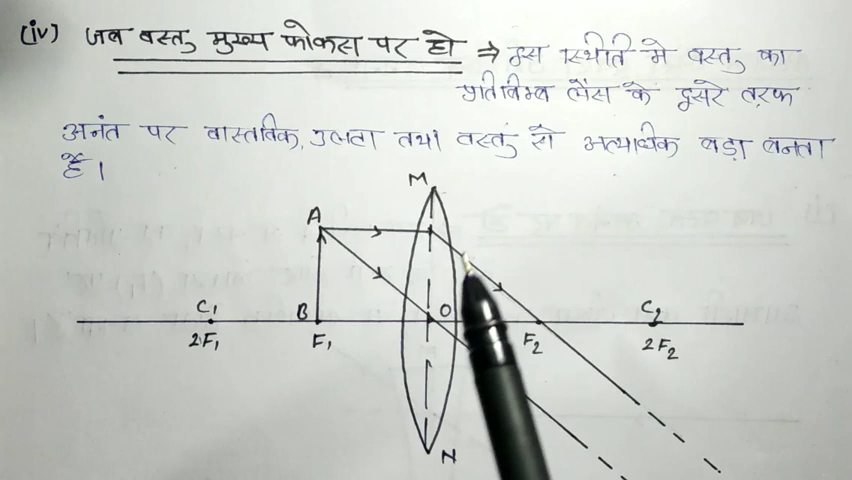 (iv) जब वस्तु मुख्य फोकस पर हो ⇒ इस स्थीति मे वस्तु का
प्रतिबिम्ब लैंस के दूसरे तरफ
अनंत पर वास्तविक, उलटा तथा वस्तु से अत्याधिक बड़ा बनता
है।
M
A
C₁ B O C₂
2F₁ F₁ F₂ 2F₂
N